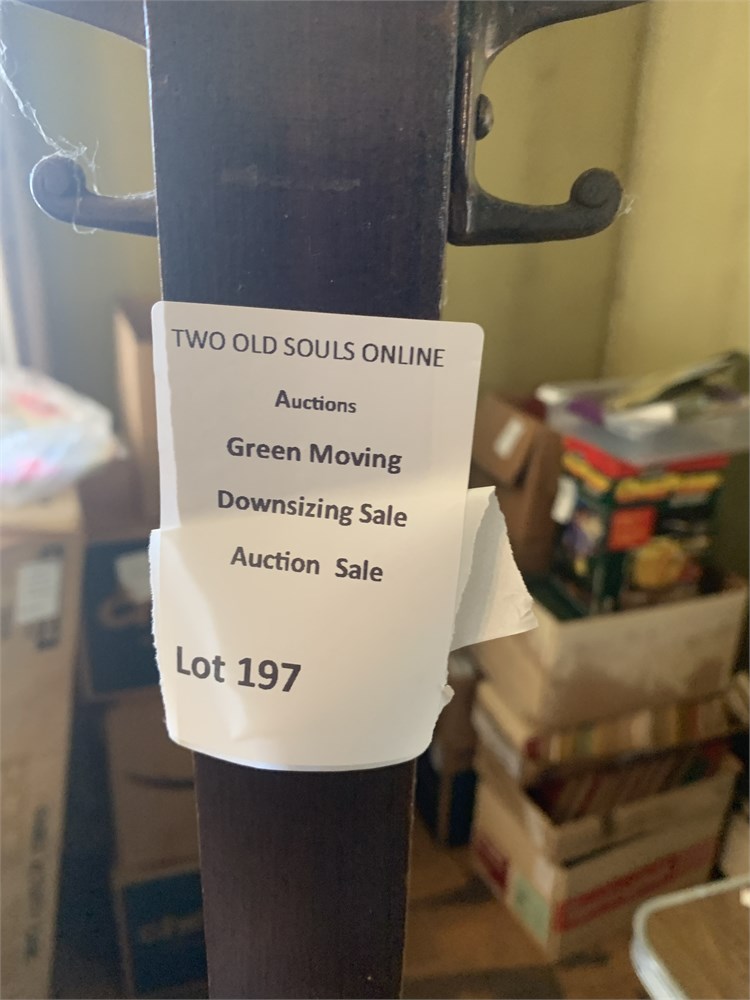 TWO OLD SOULS ONLINE
Auctions
Green Moving
Downsizing Sale
Auction Sale
Lot 197